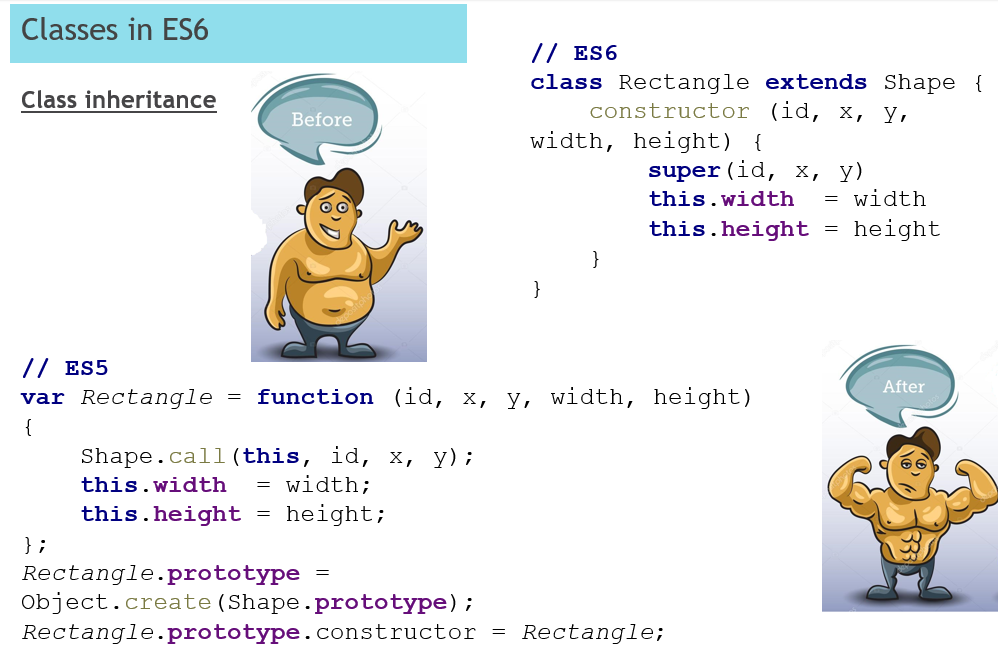 Classes in ES6
Class inheritance
Before
// ES6
class Rectangle extends Shape {
    constructor (id, x, y,
width, height) {
        super(id, x, y)
        this.width  = width
        this.height = height
    }
}
// ES5
var Rectangle = function (id, x, y, width, height)
{
    Shape.call(this, id, x, y);
    this.width  = width;
    this.height = height;
};
Rectangle.prototype =
Object.create(Shape.prototype);
Rectangle.prototype.constructor = Rectangle;
After